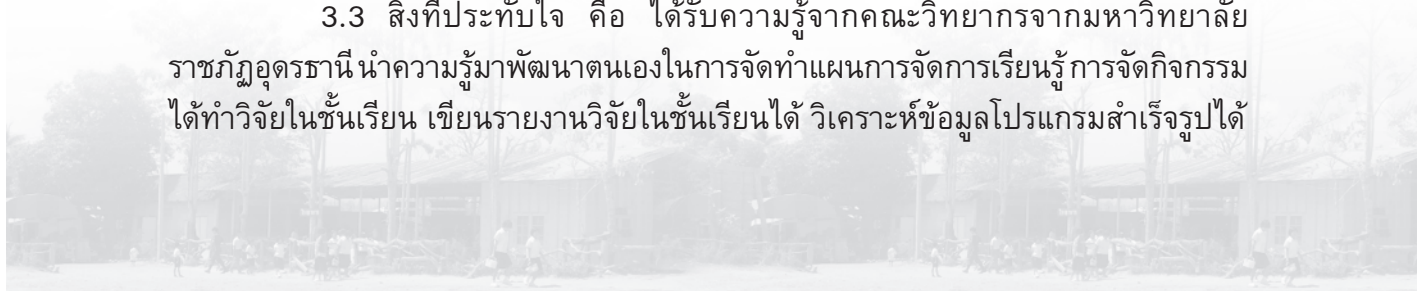 3.3 สิ่งที่ประทับใจ คือ ได้รับความรู้จากคณะวิทยากรจากมหาวิทยาลัย
ราชภัฏอุดรธานี นำความรู้มาพัฒนาตนเองในการจัดทำแผนการจัดการเรียนรู้ การจัดกิจกรรม
ได้ทำวิจัยในชั้นเรียน เขียนรายงานวิจัยในชั้นเรียนได้ วิเคราะห์ข้อมูลโปรแกรมสำเร็จรูปได้